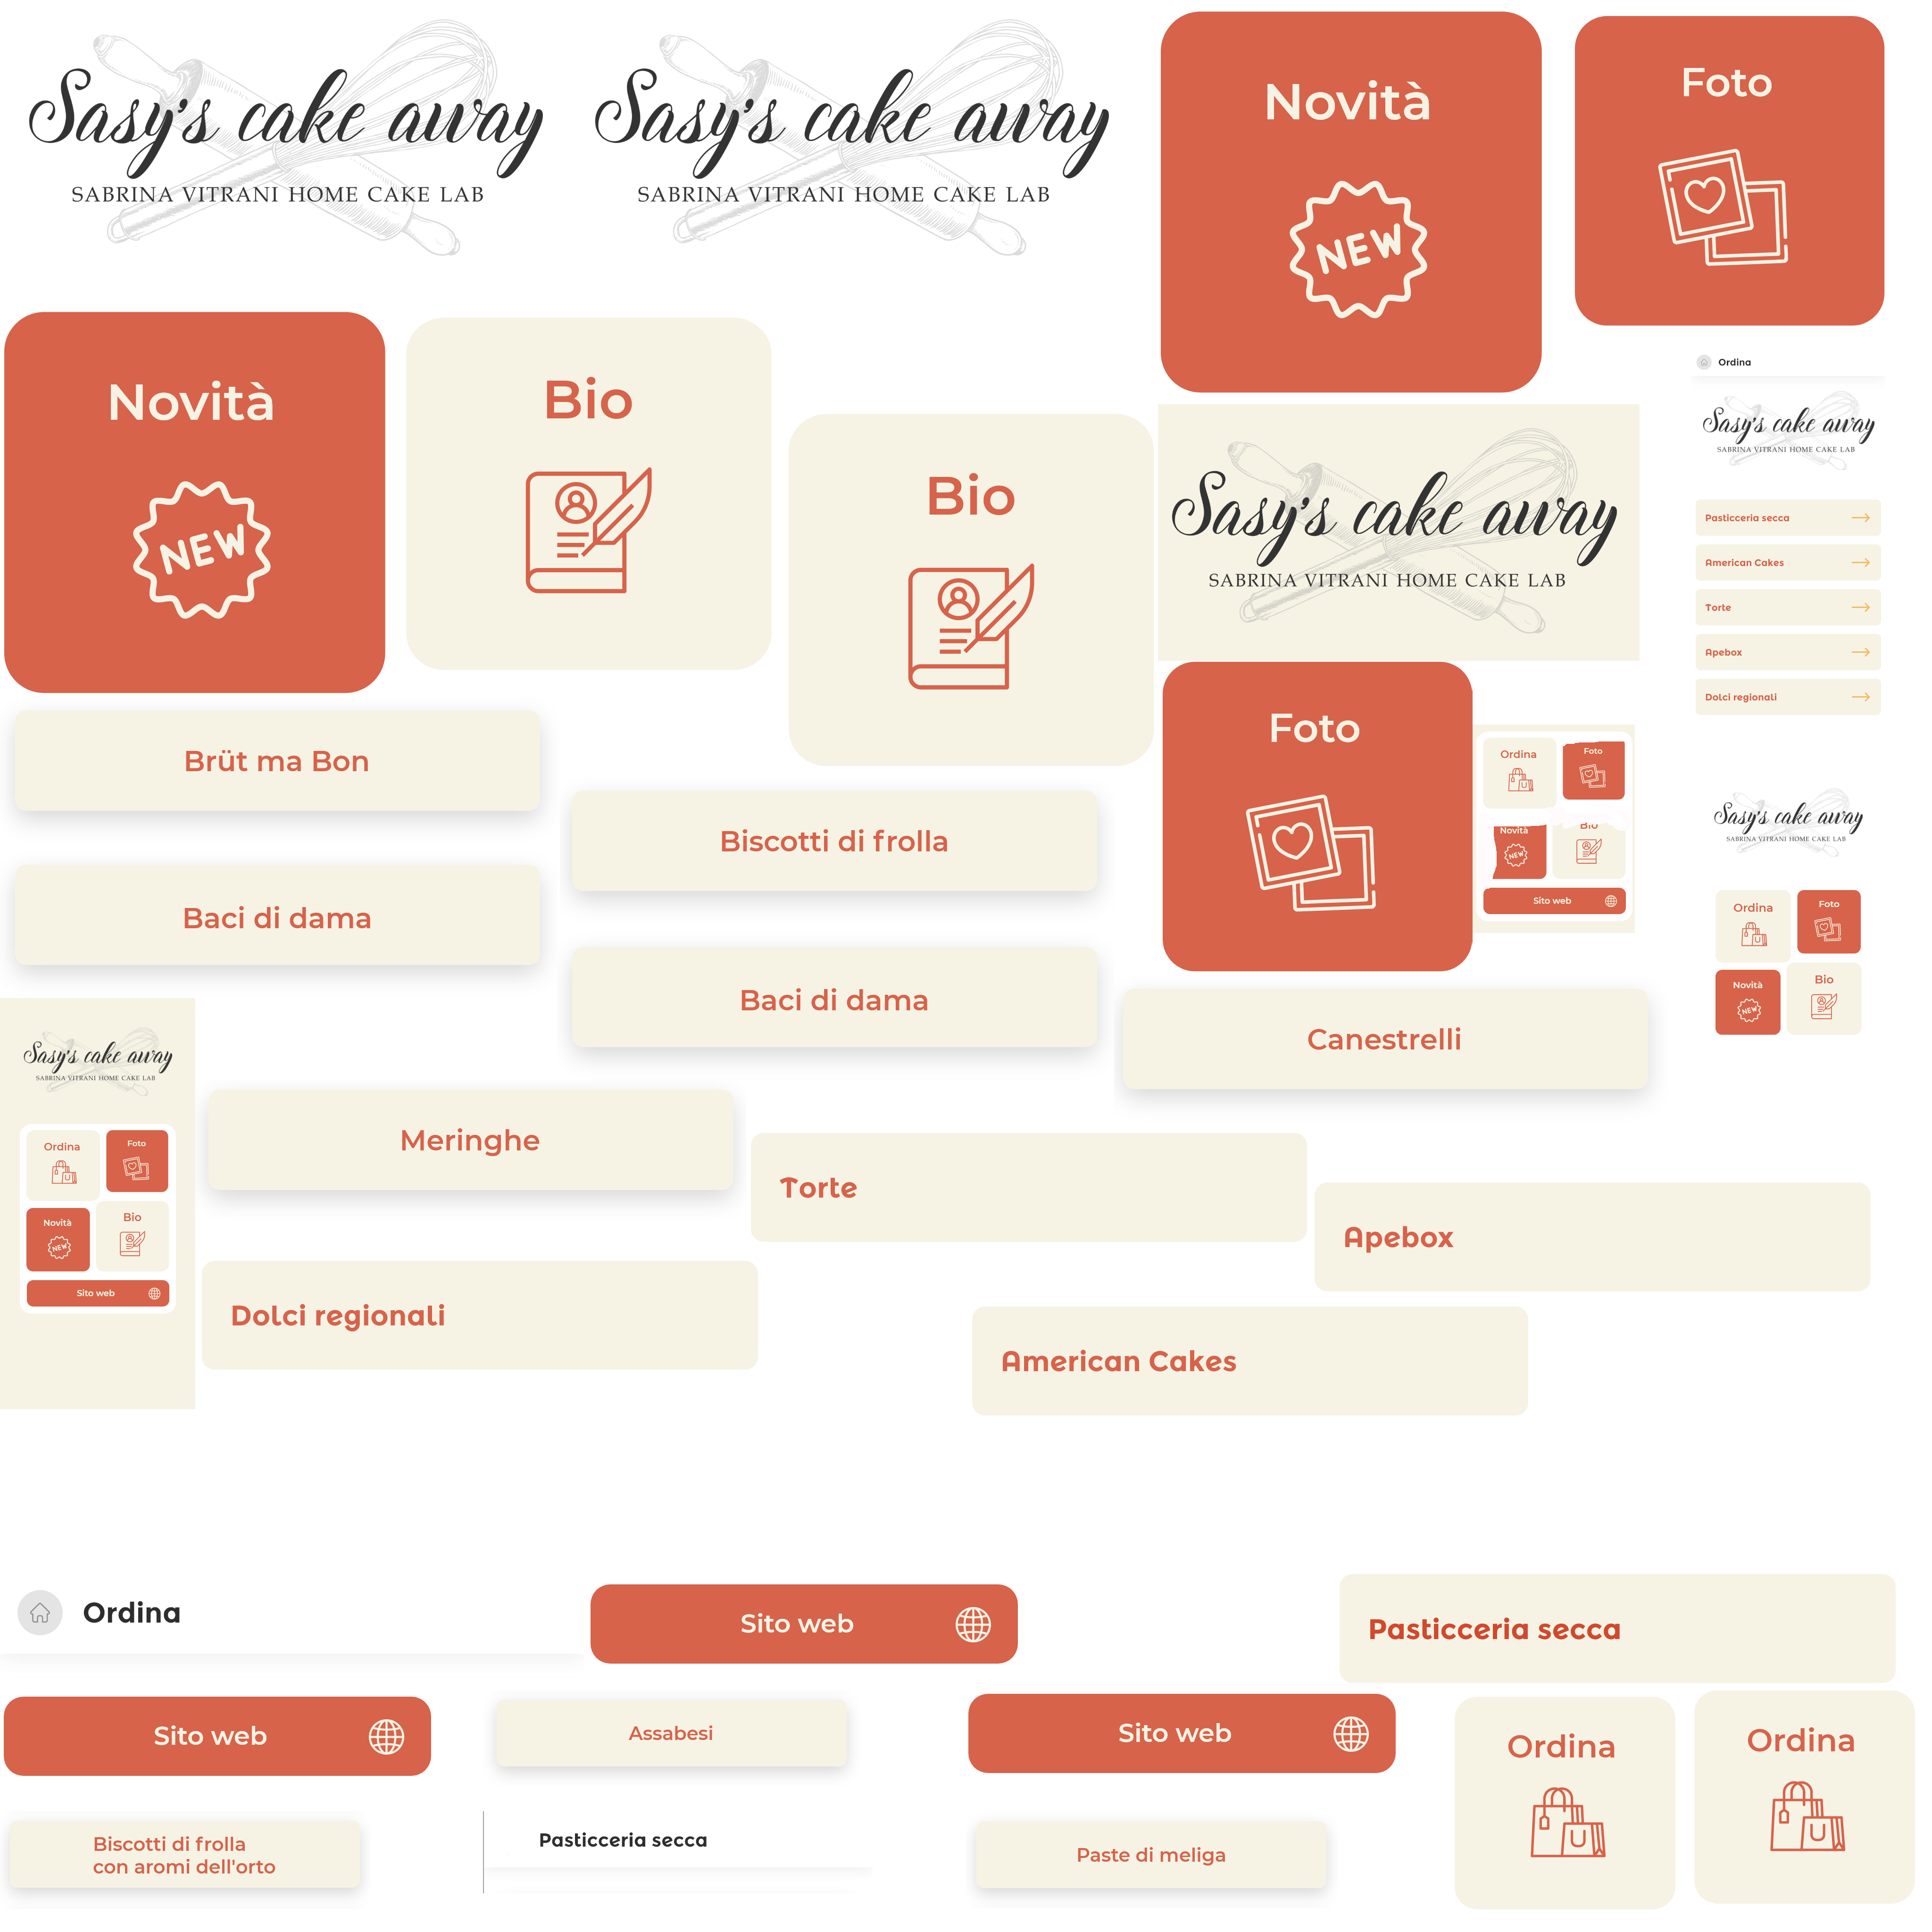 Sasy's cake away
SABRINA VITRANI HOME CAKE LAB
Sasy's cake away
SABRINA VITRANI HOME CAKE LAB
Novità
NEW
Foto
Novità
NEW
Bio
Bio
Sasy's cake away
SABRINA VITRANI HOME CAKE LAB
Ordina
Sasy's cake away
SABRINA VITRANI HOME CAKE LAB
Pasticceria secca
American Cakes
Torte
Apebox
Dolci regionali
Foto
Ordina
Foto
Novità
NEW
Bio
Sito web
Sasy's cake away
SABRINA VITRANI HOME CAKE LAB
Ordina
Foto
Novità
NEW
Bio
Brüt ma Bon
Biscotti di frolla
Baci di dama
Baci di dama
Canestrelli
Sasy's cake away
SABRINA VITRANI HOME CAKE LAB
Ordina
Foto
Novità
NEW
Bio
Sito web
Meringhe
Torte
Apebox
Dolci regionali
American Cakes
Ordina
Sito web
Pasticceria secca
Sito web
Assabesi
Sito web
Ordina
Ordina
Biscotti di frolla
con aromi dell'orto
Pasticceria secca
Paste di meliga